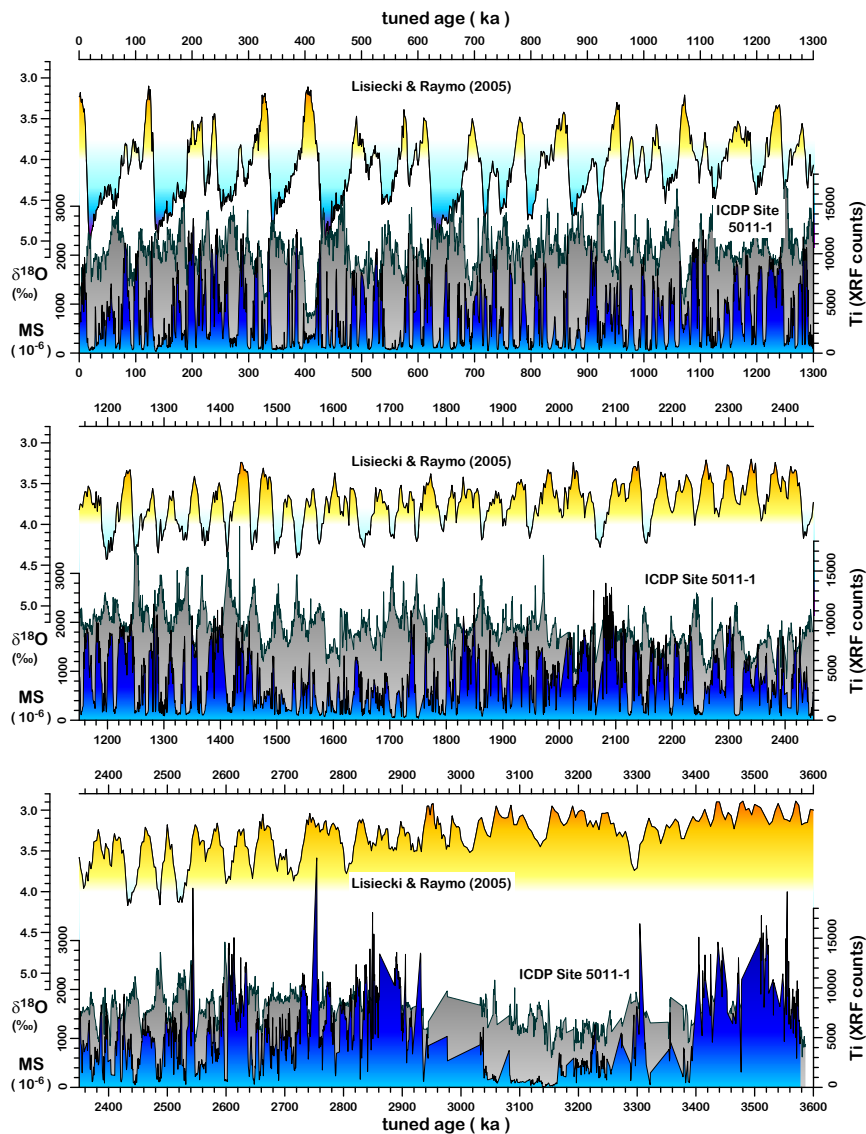 tuned age ( ka )
0 100 200 300 400 500 600 700 800 900 1000 1100 1200 1300
3.0
3.5
4.0
4.5
5.0
Lisiecki & Raymo (2005)
ICDP Site
5011-1
3000
2000
1000
0
15000
10000
5000
0
δ18O
(‰)
MS
( 10-6 )
Ti (XRF counts)
0 100 200 300 400 500 600 700 800 900 1000 1100 1200 1300
1200 1300 1400 1500 1600 1700 1800 1900 2000 2100 2200 2300 2400
3.0
3.5
4.0
4.5
5.0
Lisiecki & Raymo (2005)
ICDP Site 5011-1
3000
2000
1000
0
15000
10000
5000
0
δ18O
(‰)
MS
( 10-6 )
Ti (XRF counts)
1200 1300 1400 1500 1600 1700 1800 1900 2000 2100 2200 2300 2400
2400 2500 2600 2700 2800 2900 3000 3100 3200 3300 3400 3500 3600
3.0
3.5
4.0
4.5
5.0
Lisiecki & Raymo (2005)
ICDP Site 5011-1
3000
2000
1000
0
15000
10000
5000
0
δ18O
(‰)
MS
( 10-6 )
Ti (XRF counts)
2400 2500 2600 2700 2800 2900 3000 3100 3200 3300 3400 3500 3600
tuned age ( ka )